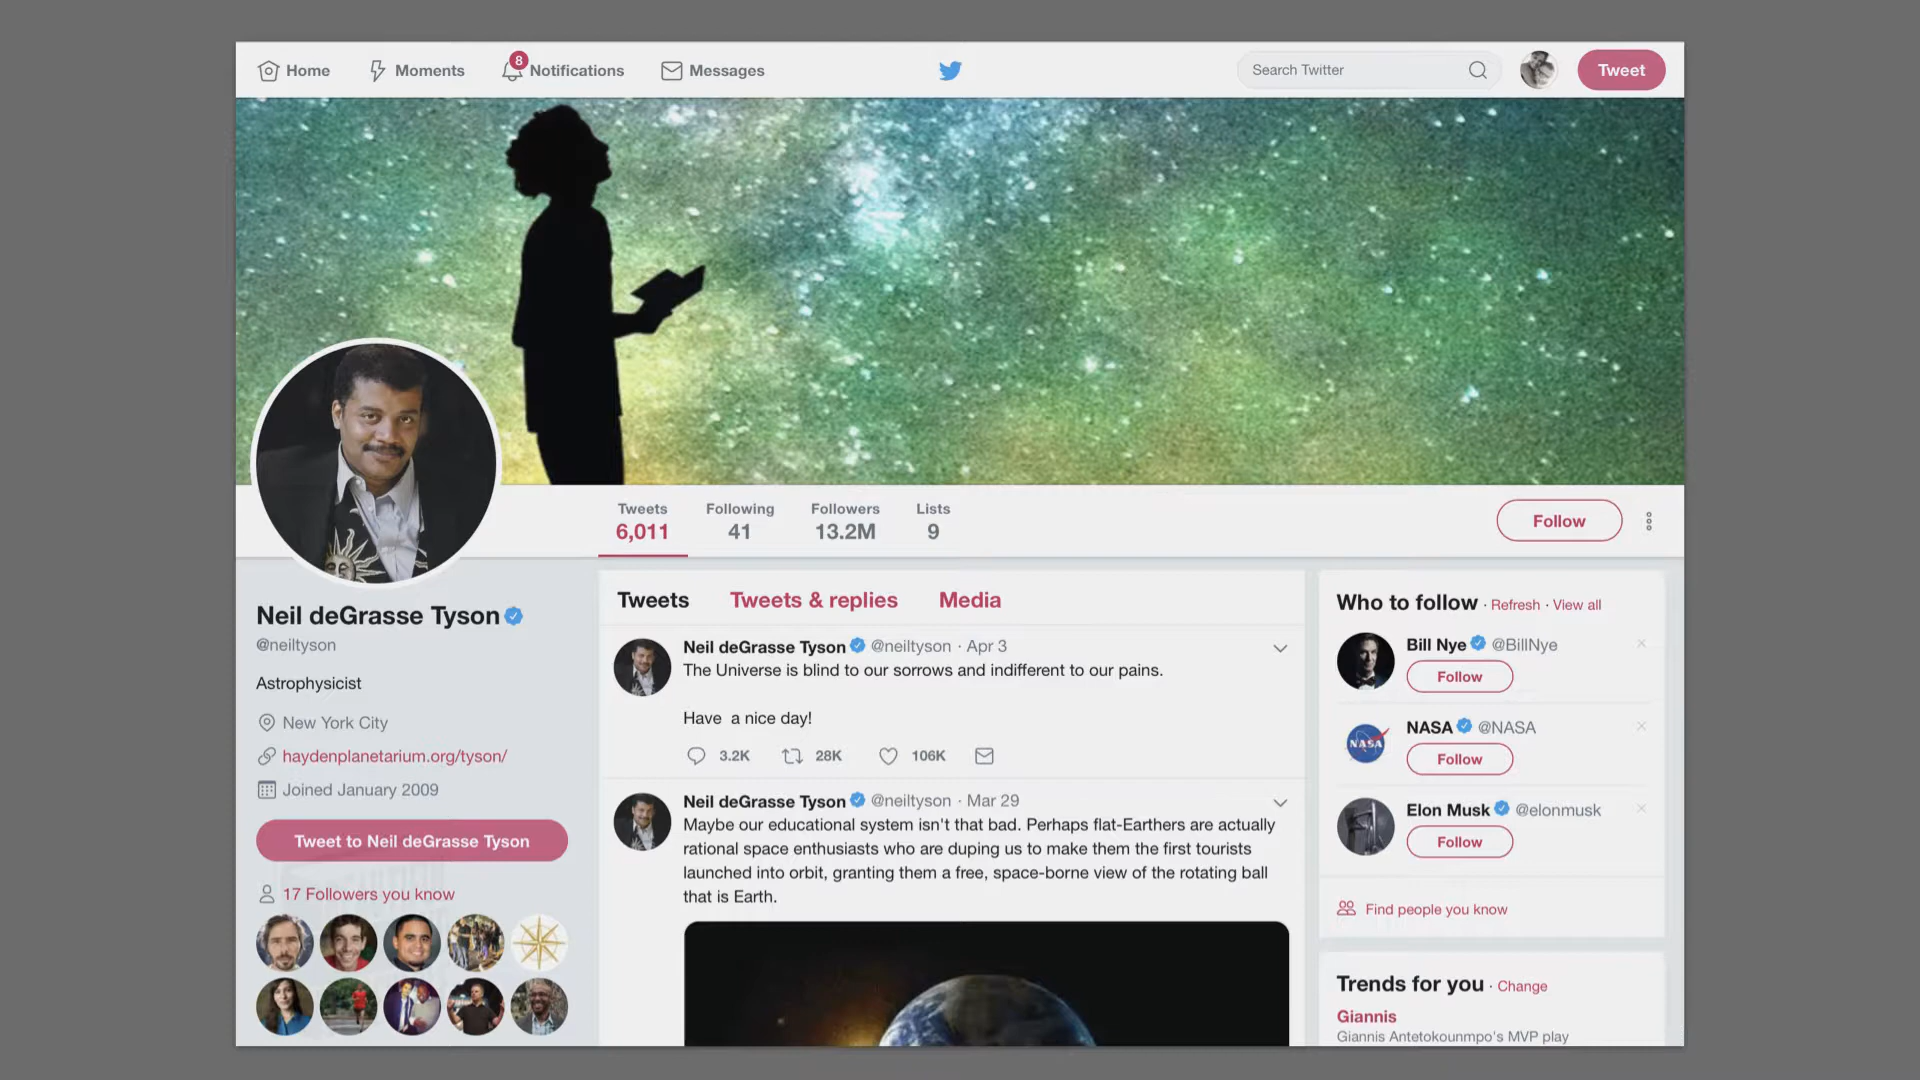 Home
Moments
8
Notifications
Messages
Search Twitter
Tweet
Tweets
6,011
Following
41
Followers
13.2M
Lists
9
Follow
Neil deGrasse Tyson
@neiltyson
Astrophysicist
New York City
haydenplanetarium.org/tyson/
Joined January 2009
Tweet to Neil deGrasse Tyson
17 Followers you know
Tweets
Tweets & replies
Media
Neil deGrasse Tyson @neiltyson · Apr 3
The Universe is blind to our sorrows and indifferent to our pains.
Have a nice day!
3.2K
28K
106K
Neil deGrasse Tyson @neiltyson · Mar 29
Maybe our educational system isn't that bad. Perhaps flat-Earthers are actually
rational space enthusiasts who are duping us to make them the first tourists
launched into orbit, granting them a free, space-borne view of the rotating ball
that is Earth.
Who to follow · Refresh · View all
Bill Nye @BillNye
Follow
NASA
NASA @NASA
Follow
Elon Musk @elonmusk
Follow
Find people you know
Trends for you · Change
Giannis
Giannis Antetokounmpo's MVP play